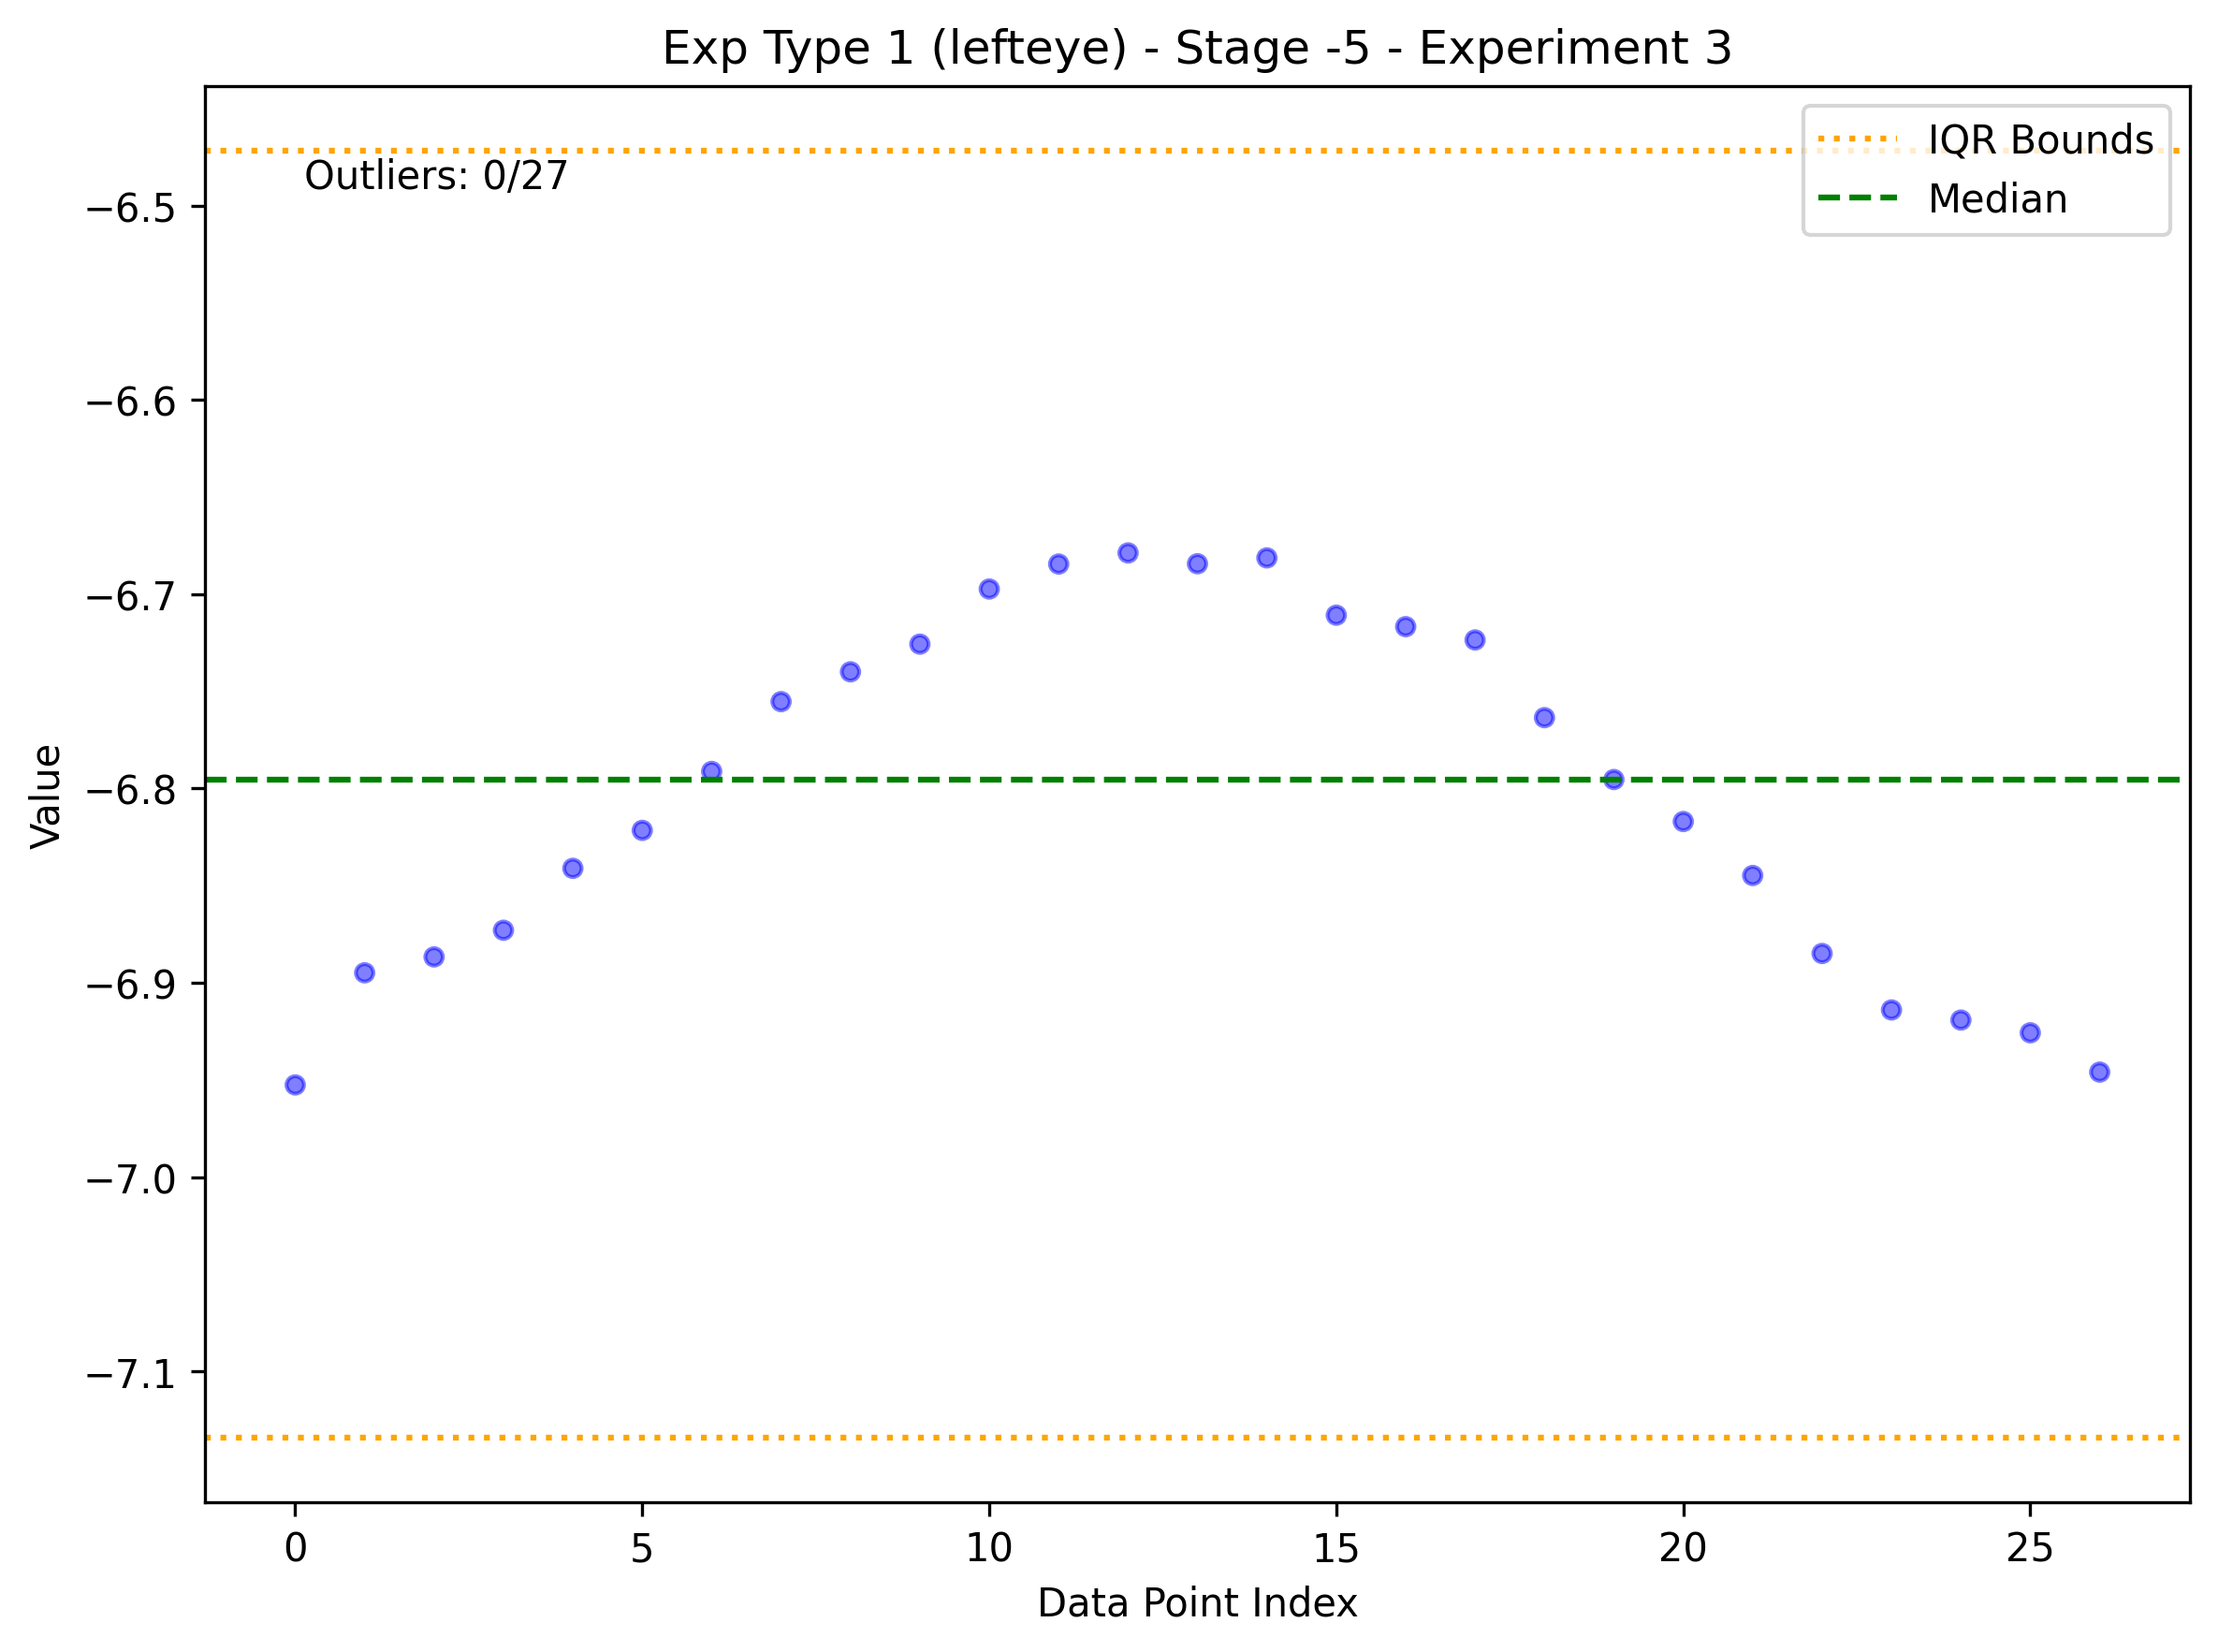 Exp Type 1 (lefteye) - Stage -5 - Experiment 3
IQR Bounds
Median
Outliers: 0/27
−6.5
−6.6
−6.7
−6.8
−6.9
−7.0
−7.1
Value
0 5 10 15 20 25
Data Point Index